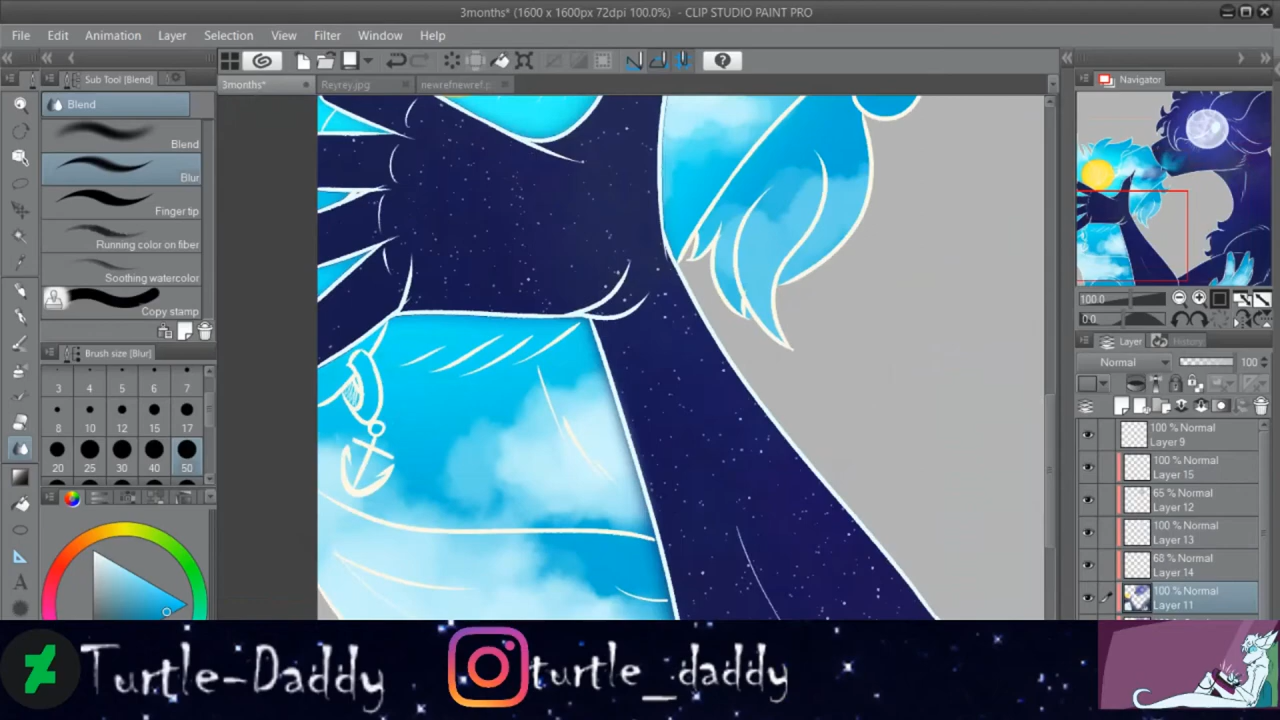 3months* (1600 x 1600px 72dpi 100.0%) - CLIP STUDIO PAINT PRO
File Edit Animation Layer Selection View Filter Window Help
Sub Tool [Blend]
3months* Reyrey.jpg newrefnewref.p
Navigator
Blend
Blend
Blur
Finger tip
Running color on fiber
Soothing watercolor
Copy stamp
100.0
0.0
Brush size [Blur]
3 4 5 6 7
8 10 12 15 17
20 25 30 40 50
Layer History
Normal 100
100 % Normal
Layer 9
100 % Normal
Layer 15
65 % Normal
Layer 12
100 % Normal
Layer 13
68 % Normal
Layer 14
100 % Normal
Layer 11
Turtle-Daddy turtle_daddy